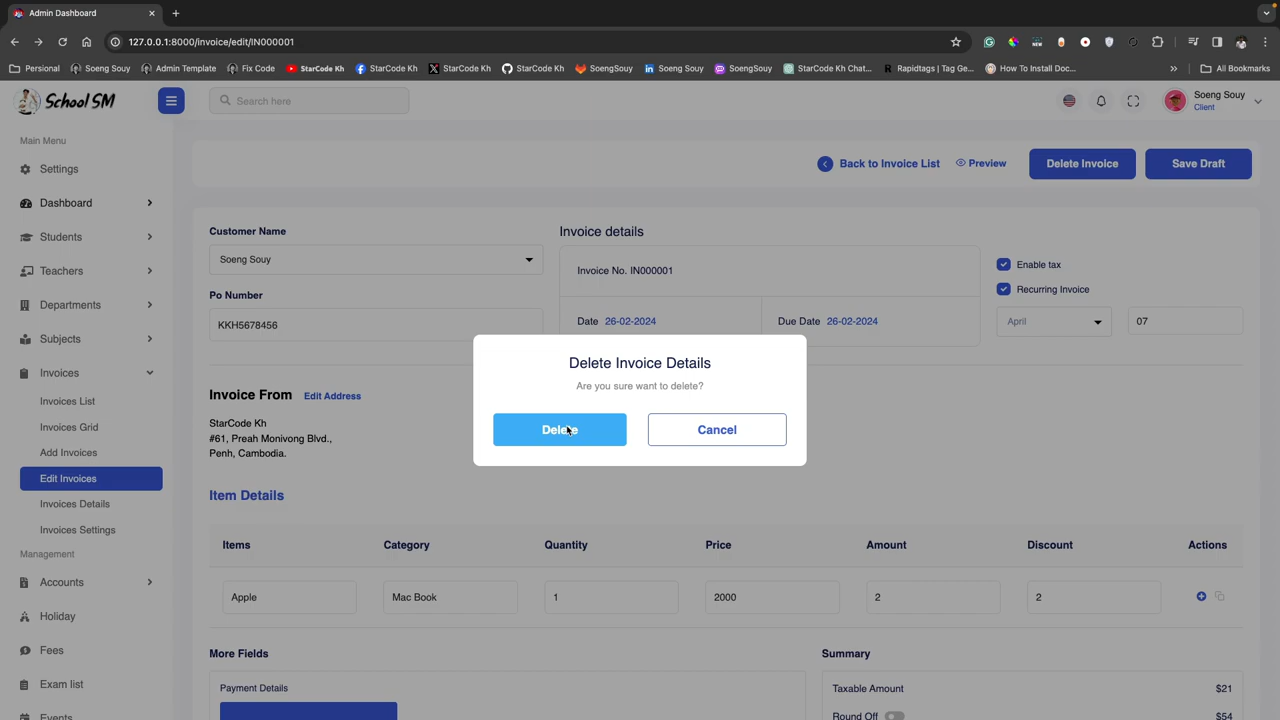 Admin Dashboard
127.0.0.1:8000/invoice/edit/IN000001
Personal
Soeng Souy
Admin Template
Fix Code
StarCode Kh
StarCode Kh
StarCode Kh
StarCode Kh
SoengSouy
Soeng Souy
SoengSouy
StarCode Kh Chat...
Rapidtags | Tag Ge...
How To Install Doc...
»
All Bookmarks
School SM
Search here
Soeng Souy
Client
Main Menu
Settings
Dashboard
Students
Teachers
Departments
Subjects
Invoices
Invoices List
Invoices Grid
Add Invoices
Edit Invoices
Invoices Details
Invoices Settings
Management
Accounts
Holiday
Fees
Exam list
Events
Back to Invoice List
Preview
Delete Invoice
Save Draft
Customer Name
Soeng Souy
Po Number
KKH5678456
Invoice details
Invoice No. IN000001
Date 26-02-2024
Due Date 26-02-2024
Enable tax
Recurring Invoice
April
07
Delete Invoice Details
Are you sure want to delete?
Delete
Cancel
Invoice From Edit Address
StarCode Kh
#61, Preah Monivong Blvd.,
Penh, Cambodia.
Item Details
Items Category Quantity Price Amount Discount Actions
Apple Mac Book 1 2000 2 2
More Fields
Payment Details
Summary
Taxable Amount $21
Round Off $54